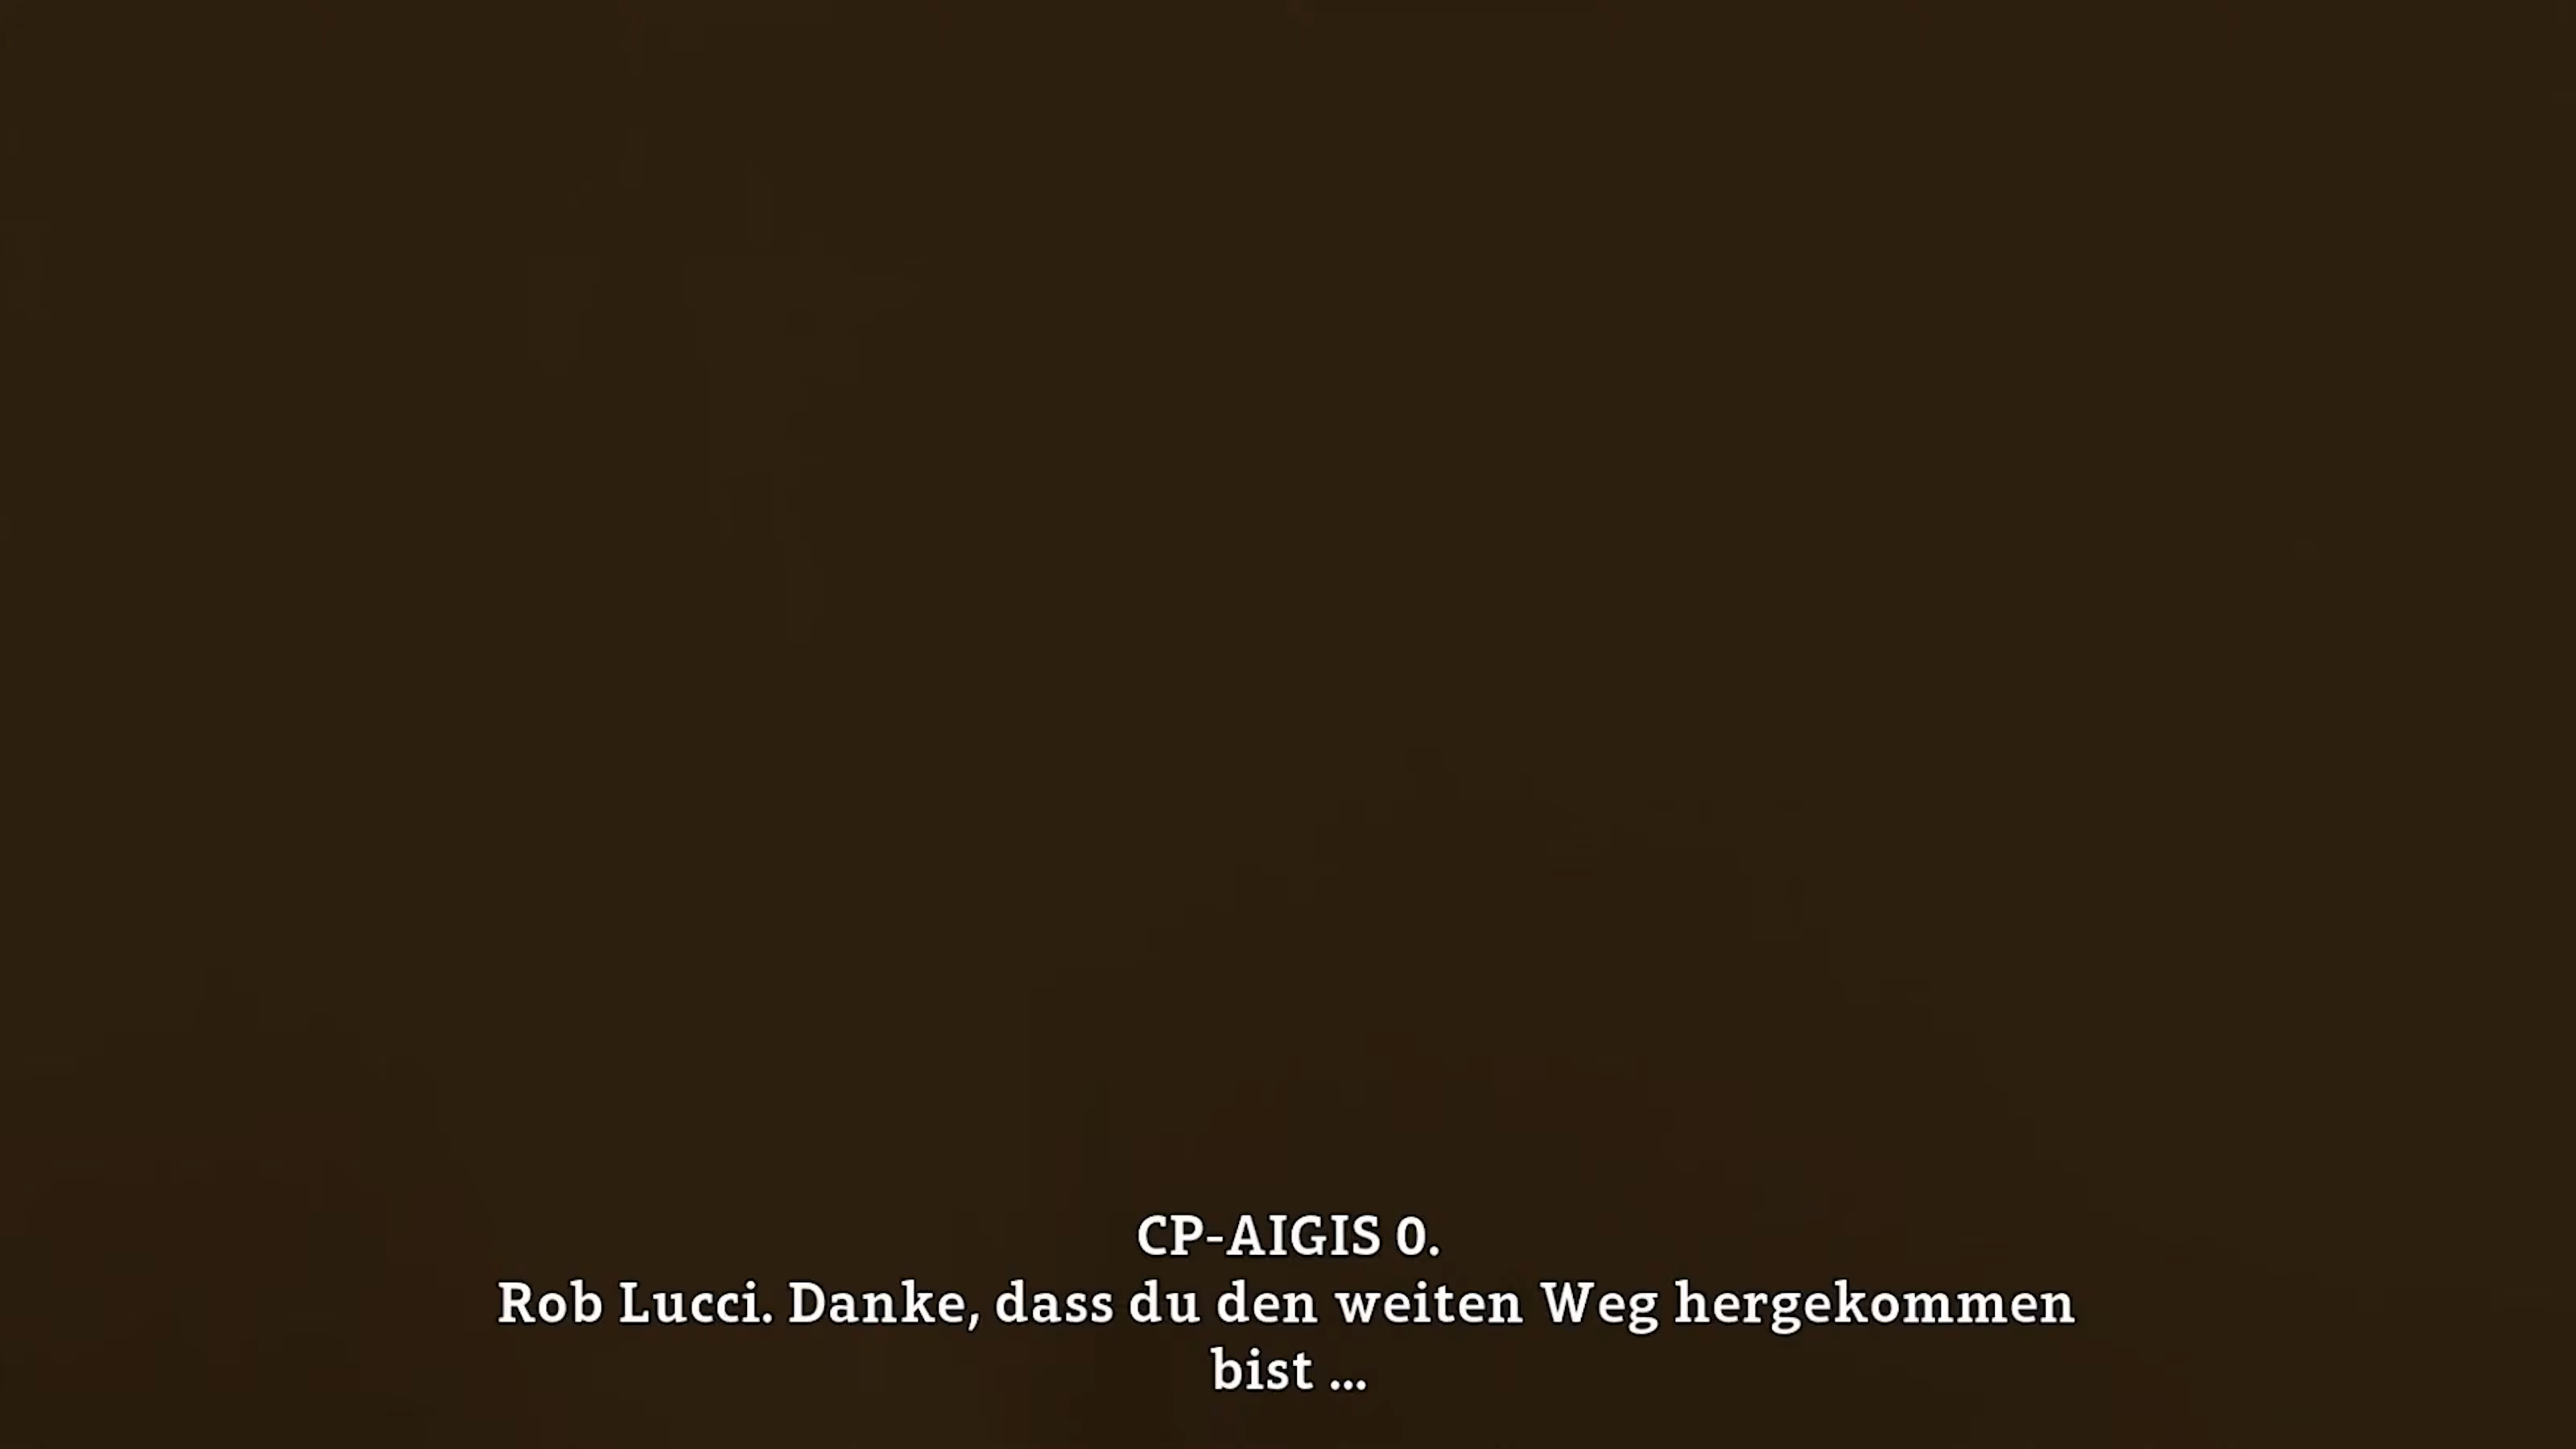 CP-AIGIS 0.
Rob Lucci. Danke, dass du den weiten Weg hergekommen
bist ...